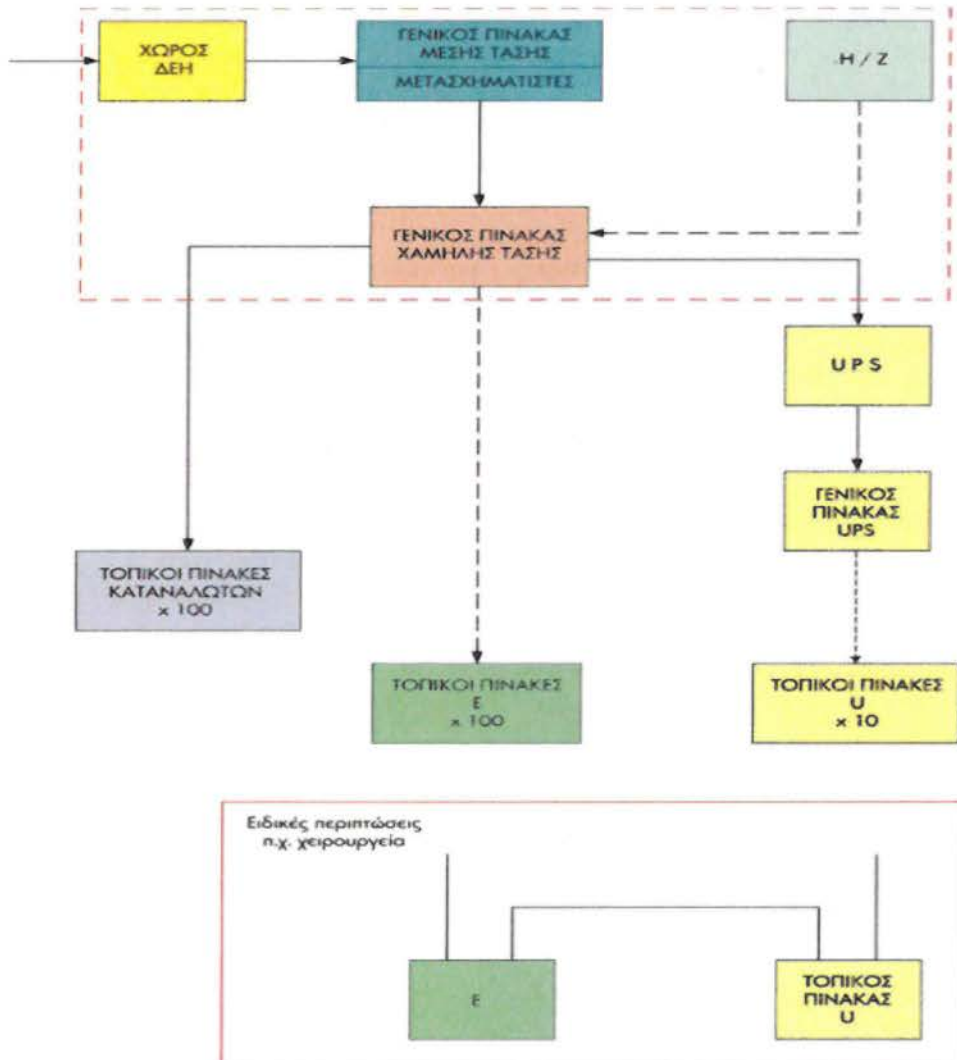 ΧΩΡΟΣ
ΔΕΗ
ΓΕΝΙΚΟΣ ΠΙΝΑΚΑΣ
ΜΕΣΗΣ ΤΑΣΗΣ
ΜΕΤΑΣΧΗΜΑΤΙΣΤΕΣ
Η / Ζ
ΓΕΝΙΚΟΣ ΠΙΝΑΚΑΣ
ΧΑΜΗΛΗΣ ΤΑΣΗΣ
U P S
ΓΕΝΙΚΟΣ
ΠΙΝΑΚΑΣ
UPS
ΤΟΠΙΚΟΙ ΠΙΝΑΚΕΣ
ΚΑΤΑΝΑΛΩΤΩΝ
x 100
ΤΟΠΙΚΟΙ ΠΙΝΑΚΕΣ
Ε
x 100
ΤΟΠΙΚΟΙ ΠΙΝΑΚΕΣ
U
x 10
Ειδικές περιπτώσεις
π.χ. χειρουργεία
Ε
ΤΟΠΙΚΟΣ
ΠΙΝΑΚΑΣ
U